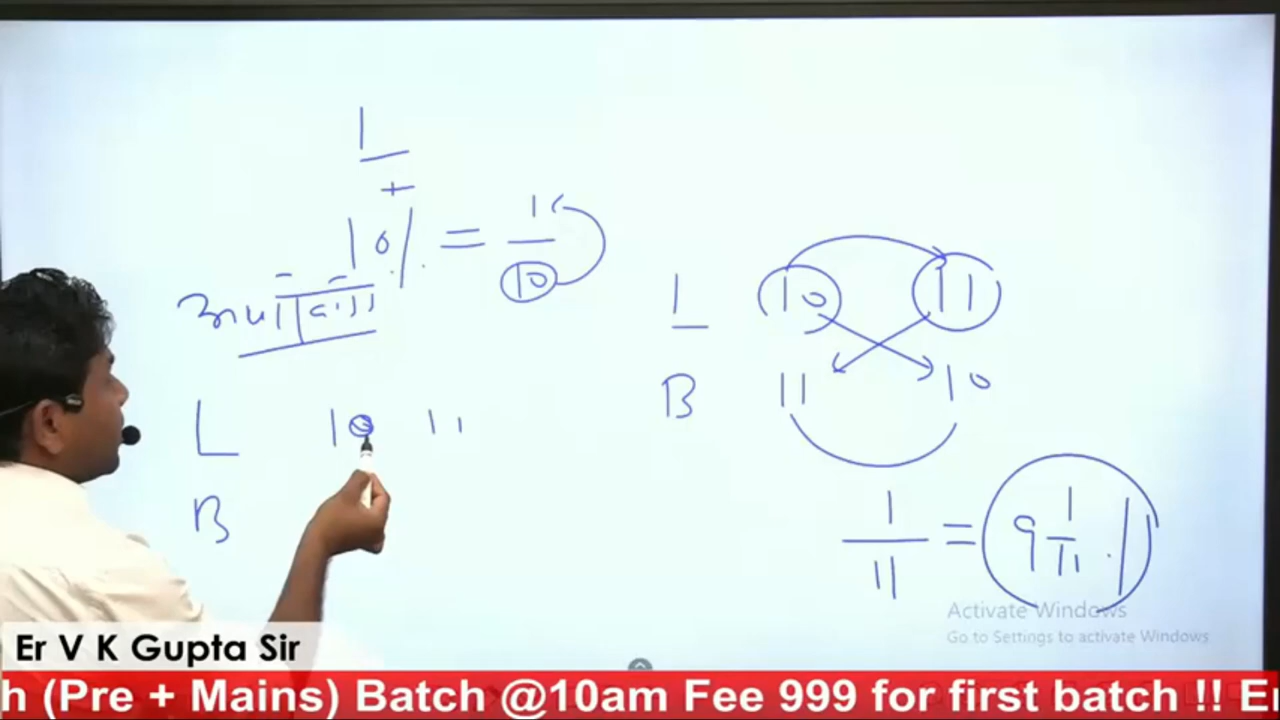 L
+
10% = 1/10
L 10 11
B
L 10 11
B 11 10
1/11 = 9 1/11 %
Activate Windows
Go to Settings to activate Windows
Er V K Gupta Sir
h (Pre + Mains) Batch @10am Fee 999 for first batch !! Er